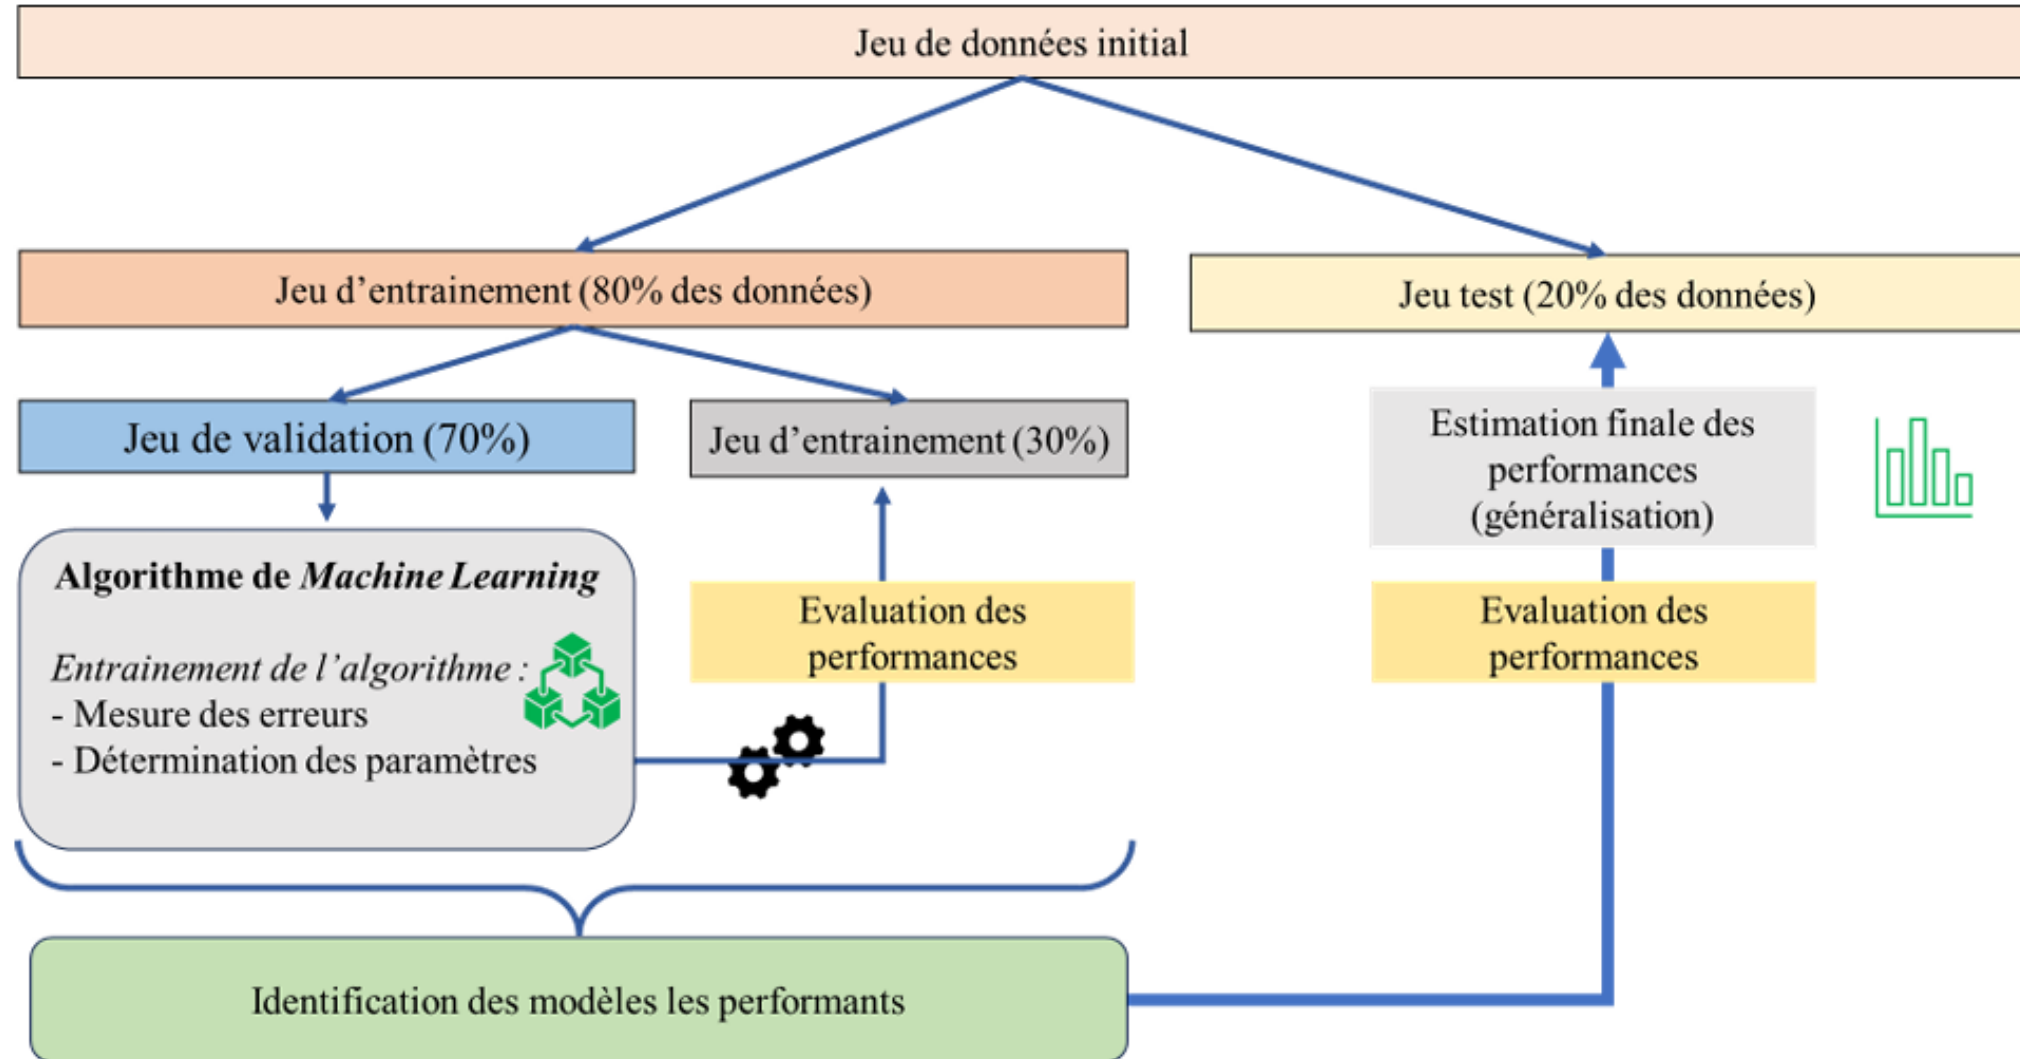 Jeu de données initial
Jeu d’entrainement (80% des données)
Jeu test (20% des données)
Jeu de validation (70%)
Jeu d’entrainement (30%)
Algorithme de Machine Learning
Entrainement de l’algorithme :
- Mesure des erreurs
- Détermination des paramètres
Evaluation des
performances
Estimation finale des
performances
(généralisation)
Evaluation des
performances
Identification des modèles les performants